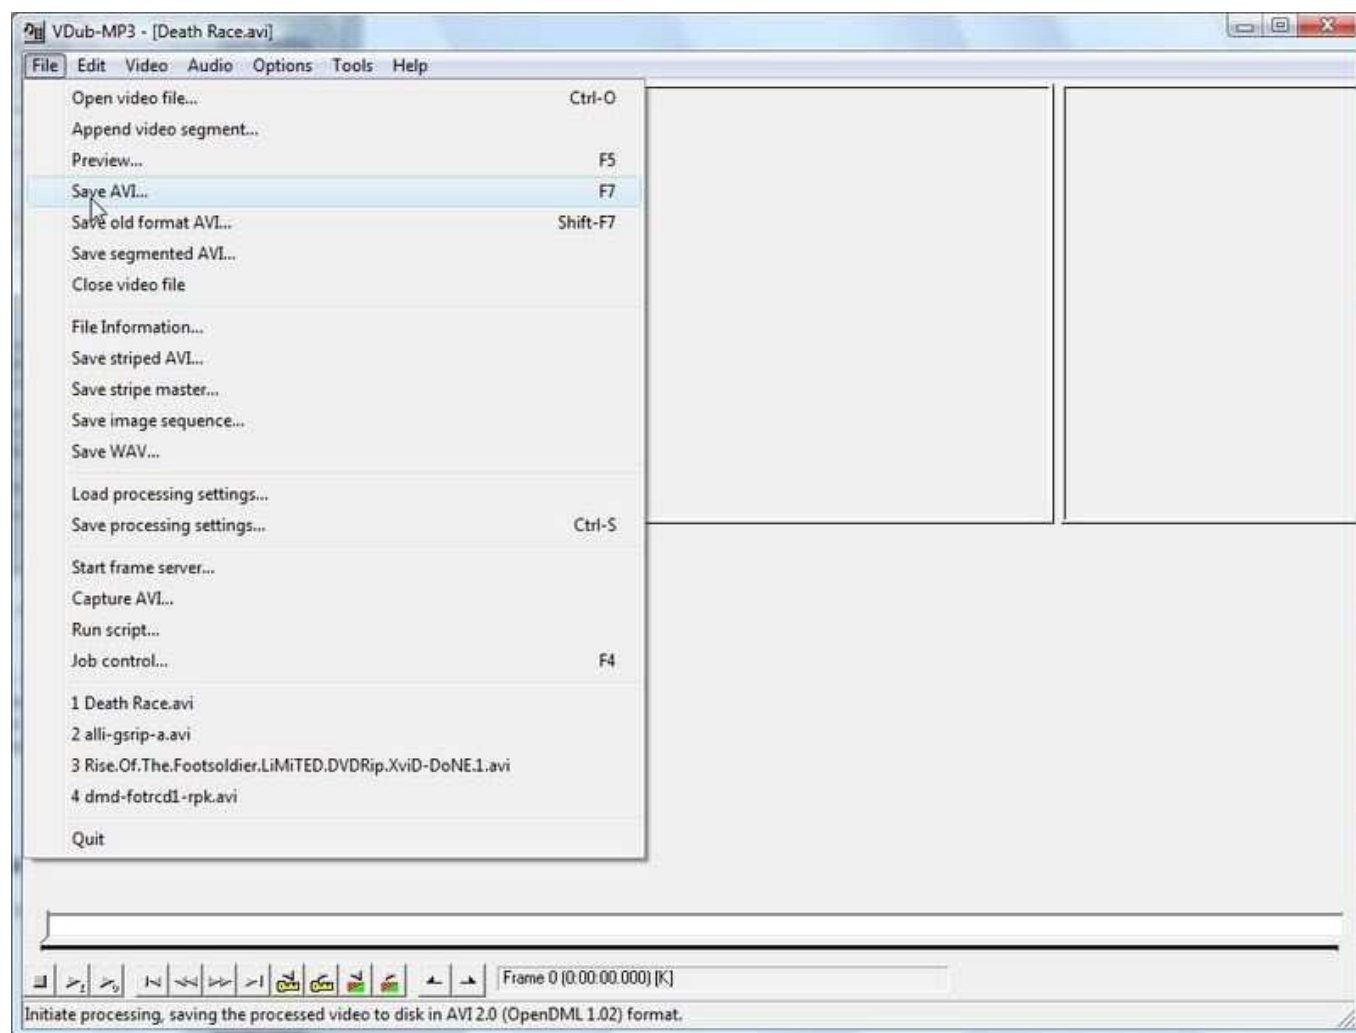 VDub-MP3 - [Death Race.avi]
File Edit Video Audio Options Tools Help
Open video file... Ctrl-O
Append video segment...
Preview... F5
Save AVI... F7
Save old format AVI... Shift-F7
Save segmented AVI...
Close video file
File Information...
Save striped AVI...
Save stripe master...
Save image sequence...
Save WAV...
Load processing settings...
Save processing settings... Ctrl-S
Start frame server...
Capture AVI...
Run script...
Job control... F4
1 Death Race.avi
2 alli-gsrip-a.avi
3 Rise.Of.The.Footsoldier.LiMiTED.DVDRip.XviD-DoNE.1.avi
4 dmd-fotrcd1-rpk.avi
Quit
Frame 0 (0:00:00.000) [K]
Initiate processing, saving the processed video to disk in AVI 2.0 (OpenDML 1.02) format.